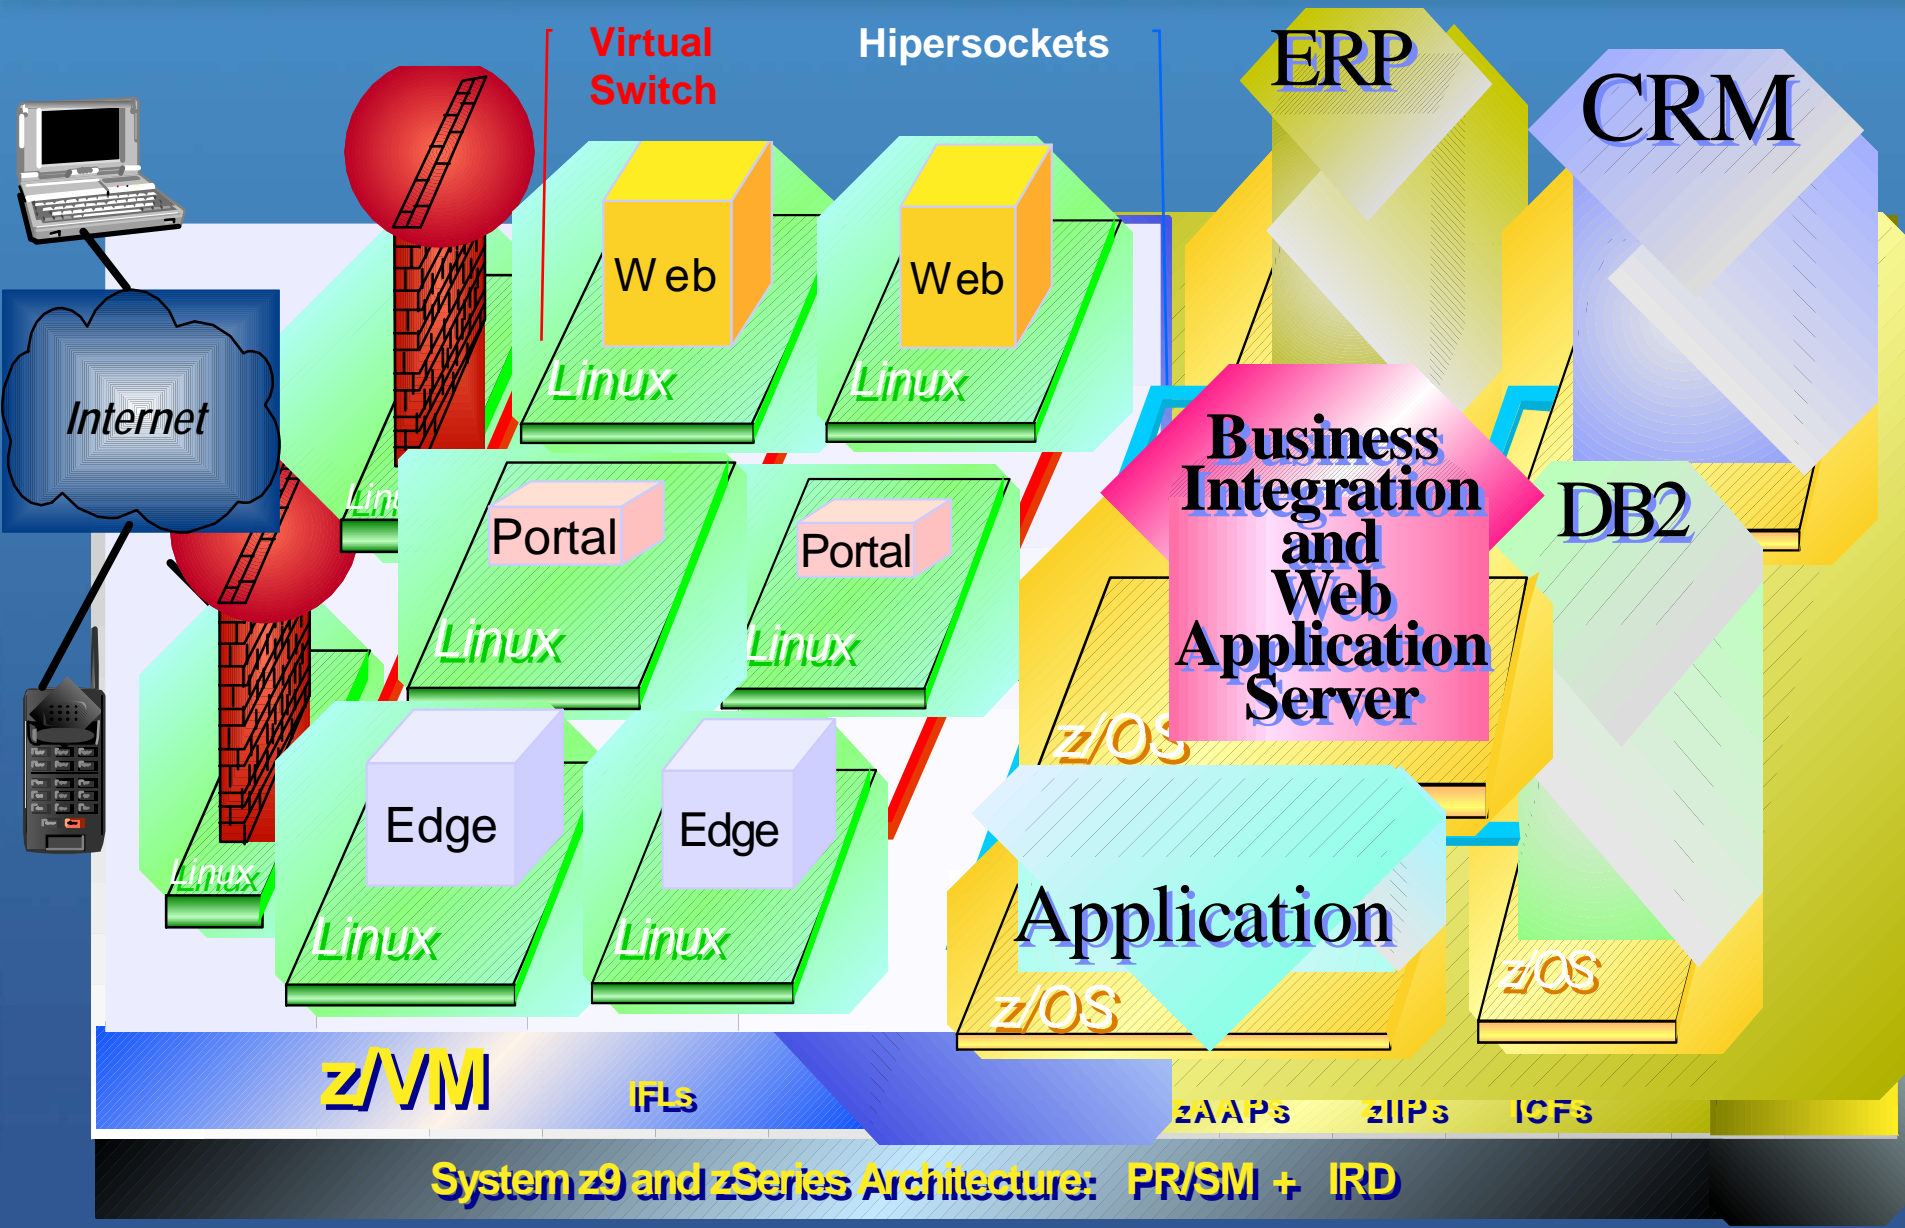 Virtual
Switch
Hipersockets
ERP
CRM
Web
Web
Linux
Linux
Internet
Linux
Portal
Portal
Linux
Linux
Business
Integration
and
Web
Application
Server
DB2
z/OS
Edge
Edge
Linux
Linux
Linux
Application
z/OS
z/OS
z/VM
IFLs
zAAPs
zIIPs
ICFs
System z9 and zSeries Architecture: PR/SM + IRD